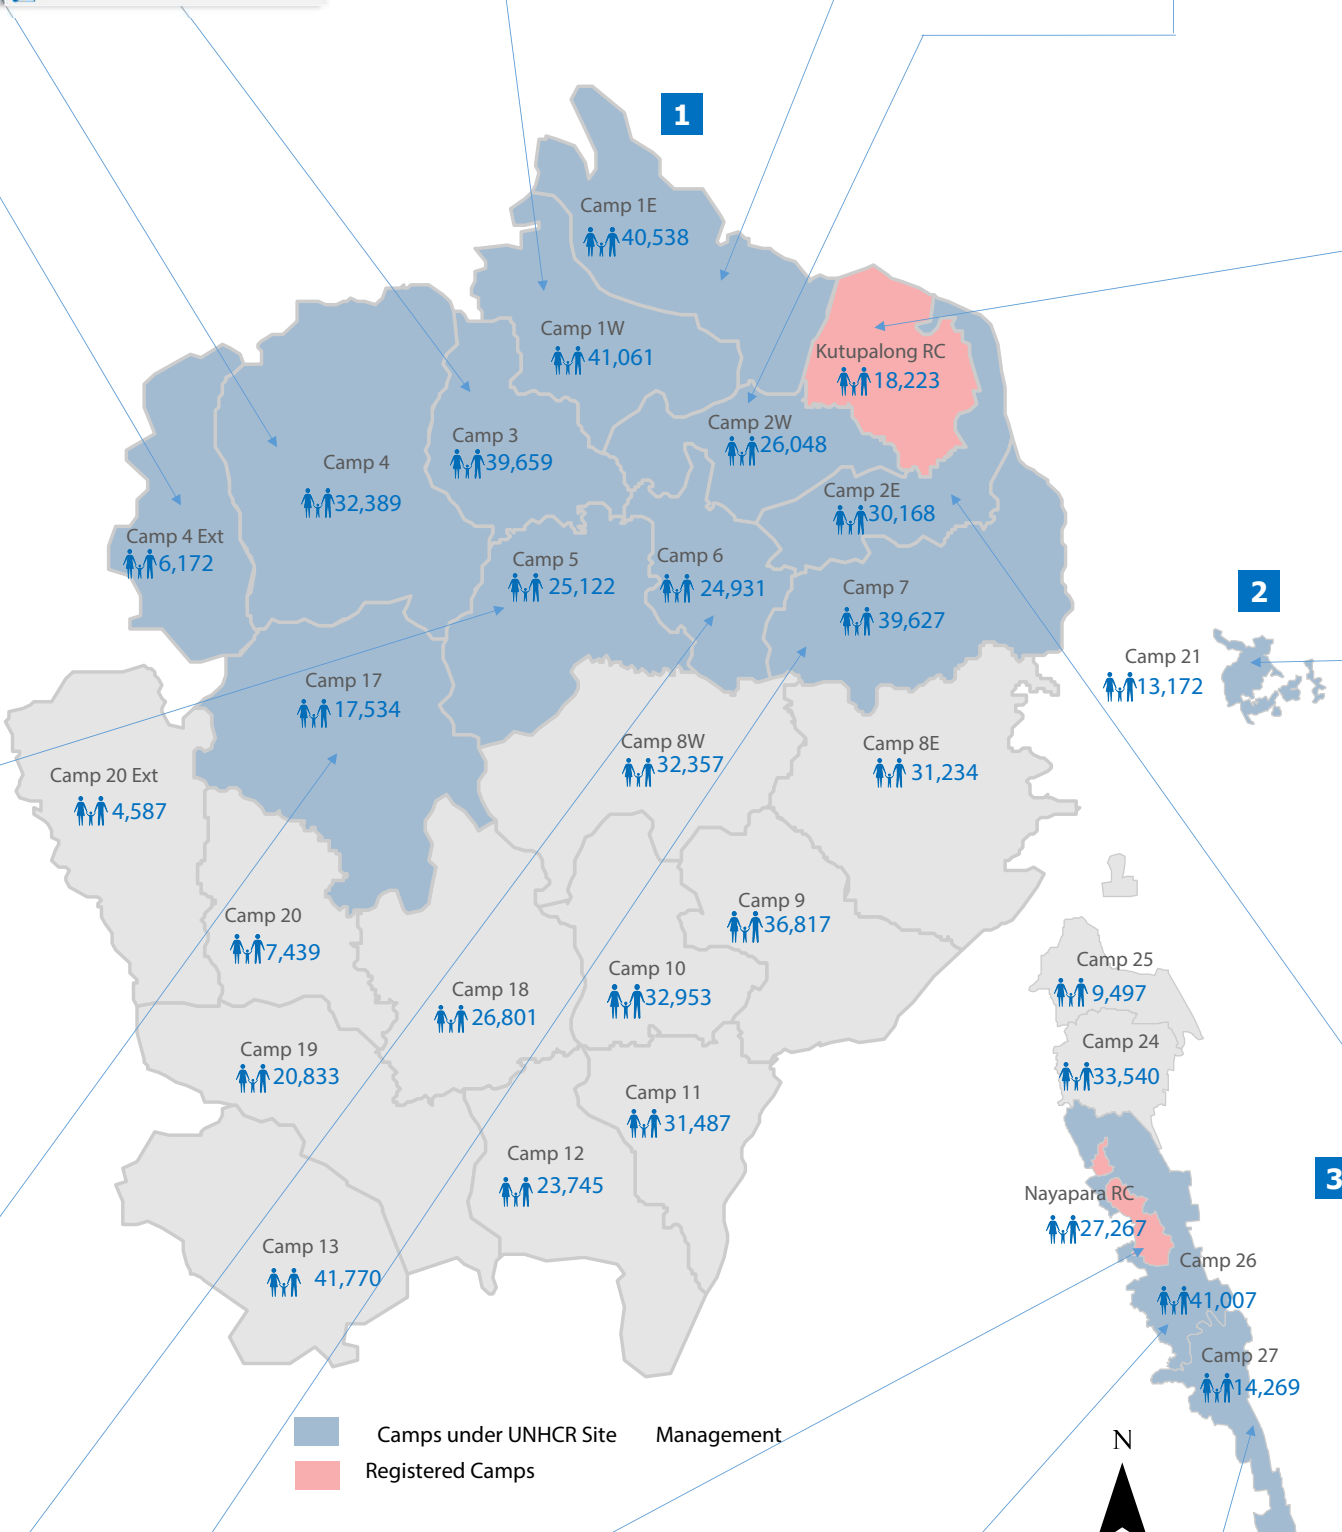 1
Camp 1E
40,538
Camp 1W
41,061
Kutupalong RC
18,223
Camp 2W
26,048
Camp 3
39,659
Camp 4
32,389
Camp 2E
30,168
Camp 4 Ext
6,172
Camp 5
25,122
Camp 6
24,931
Camp 7
39,627
2
Camp 21
13,172
Camp 17
17,534
Camp 8W
32,357
Camp 8E
31,234
Camp 20 Ext
4,587
Camp 9
36,817
Camp 20
7,439
Camp 10
32,953
Camp 18
26,801
Camp 25
9,497
Camp 24
33,540
Camp 19
20,833
Camp 11
31,487
Camp 12
23,745
3
Nayapara RC
27,267
Camp 13
41,770
Camp 26
41,007
Camp 27
14,269
Camps under UNHCR Site Management
Registered Camps
N